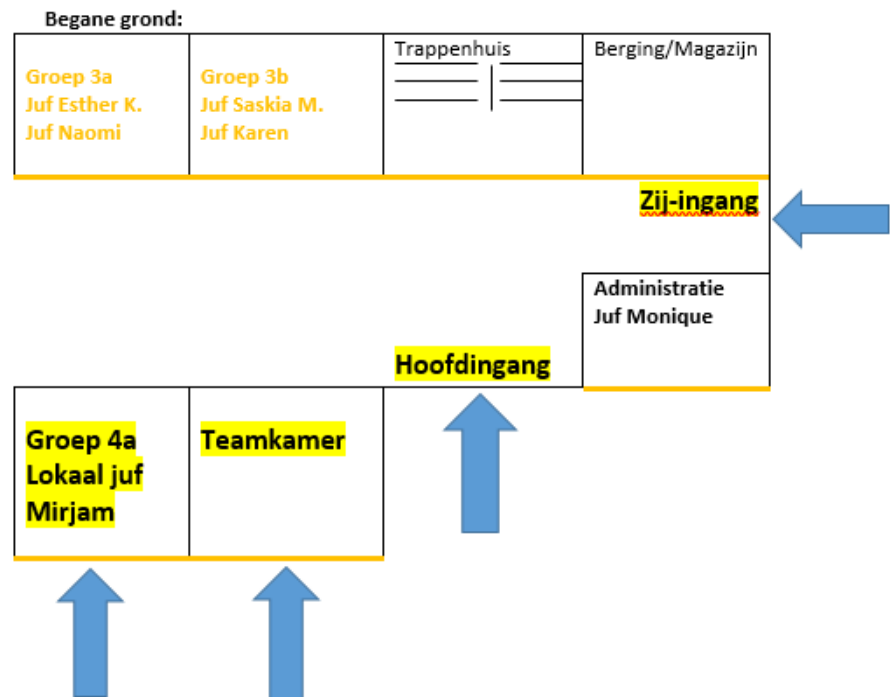 Begane grond:
Groep 3a
Juf Esther K.
Juf Naomi
Groep 3b
Juf Saskia M.
Juf Karen
Trappenhuis
Berging/Magazijn
Zij-ingang
Administratie
Juf Monique
Hoofdingang
Groep 4a
Lokaal juf
Mirjam
Teamkamer